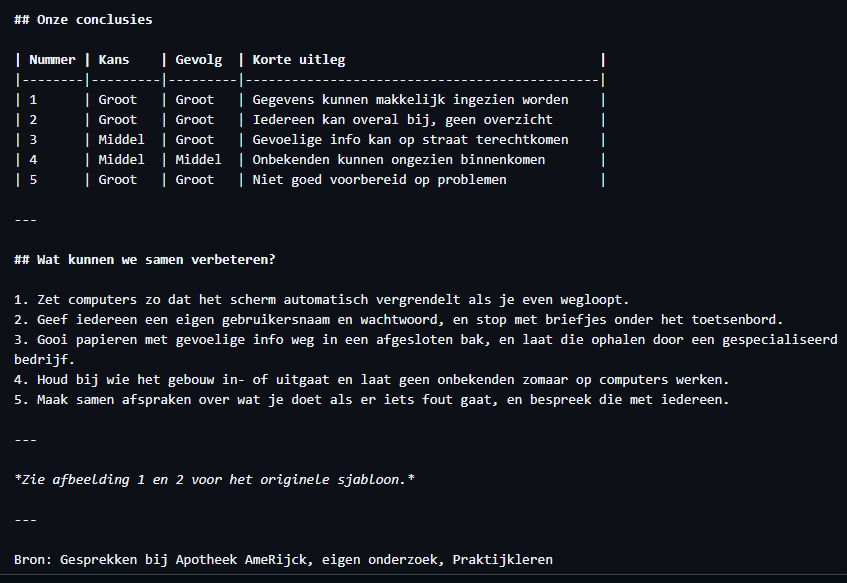 ## Onze conclusies
| Nummer | Kans    | Gevolg  | Korte uitleg                                 |
|--------|---------|---------|----------------------------------------------|
| 1      | Groot   | Groot   | Gegevens kunnen makkelijk ingezien worden    |
| 2      | Groot   | Groot   | Iedereen kan overal bij, geen overzicht      |
| 3      | Middel  | Groot   | Gevoelige info kan op straat terechtkomen    |
| 4      | Middel  | Middel  | Onbekenden kunnen ongezien binnenkomen       |
| 5      | Groot   | Groot   | Niet goed voorbereid op problemen            |
---
## Wat kunnen we samen verbeteren?
1. Zet computers zo dat het scherm automatisch vergrendelt als je even wegloopt.
2. Geef iedereen een eigen gebruikersnaam en wachtwoord, en stop met briefjes onder het toetsenbord.
3. Gooi papieren met gevoelige info weg in een afgesloten bak, en laat die ophalen door een gespecialiseerd
bedrijf.
4. Houd bij wie het gebouw in- of uitgaat en laat geen onbekenden zomaar op computers werken.
5. Maak samen afspraken over wat je doet als er iets fout gaat, en bespreek die met iedereen.
---
*Zie afbeelding 1 en 2 voor het originele sjabloon.*
---
Bron: Gesprekken bij Apotheek AmeRijck, eigen onderzoek, Praktijkleren